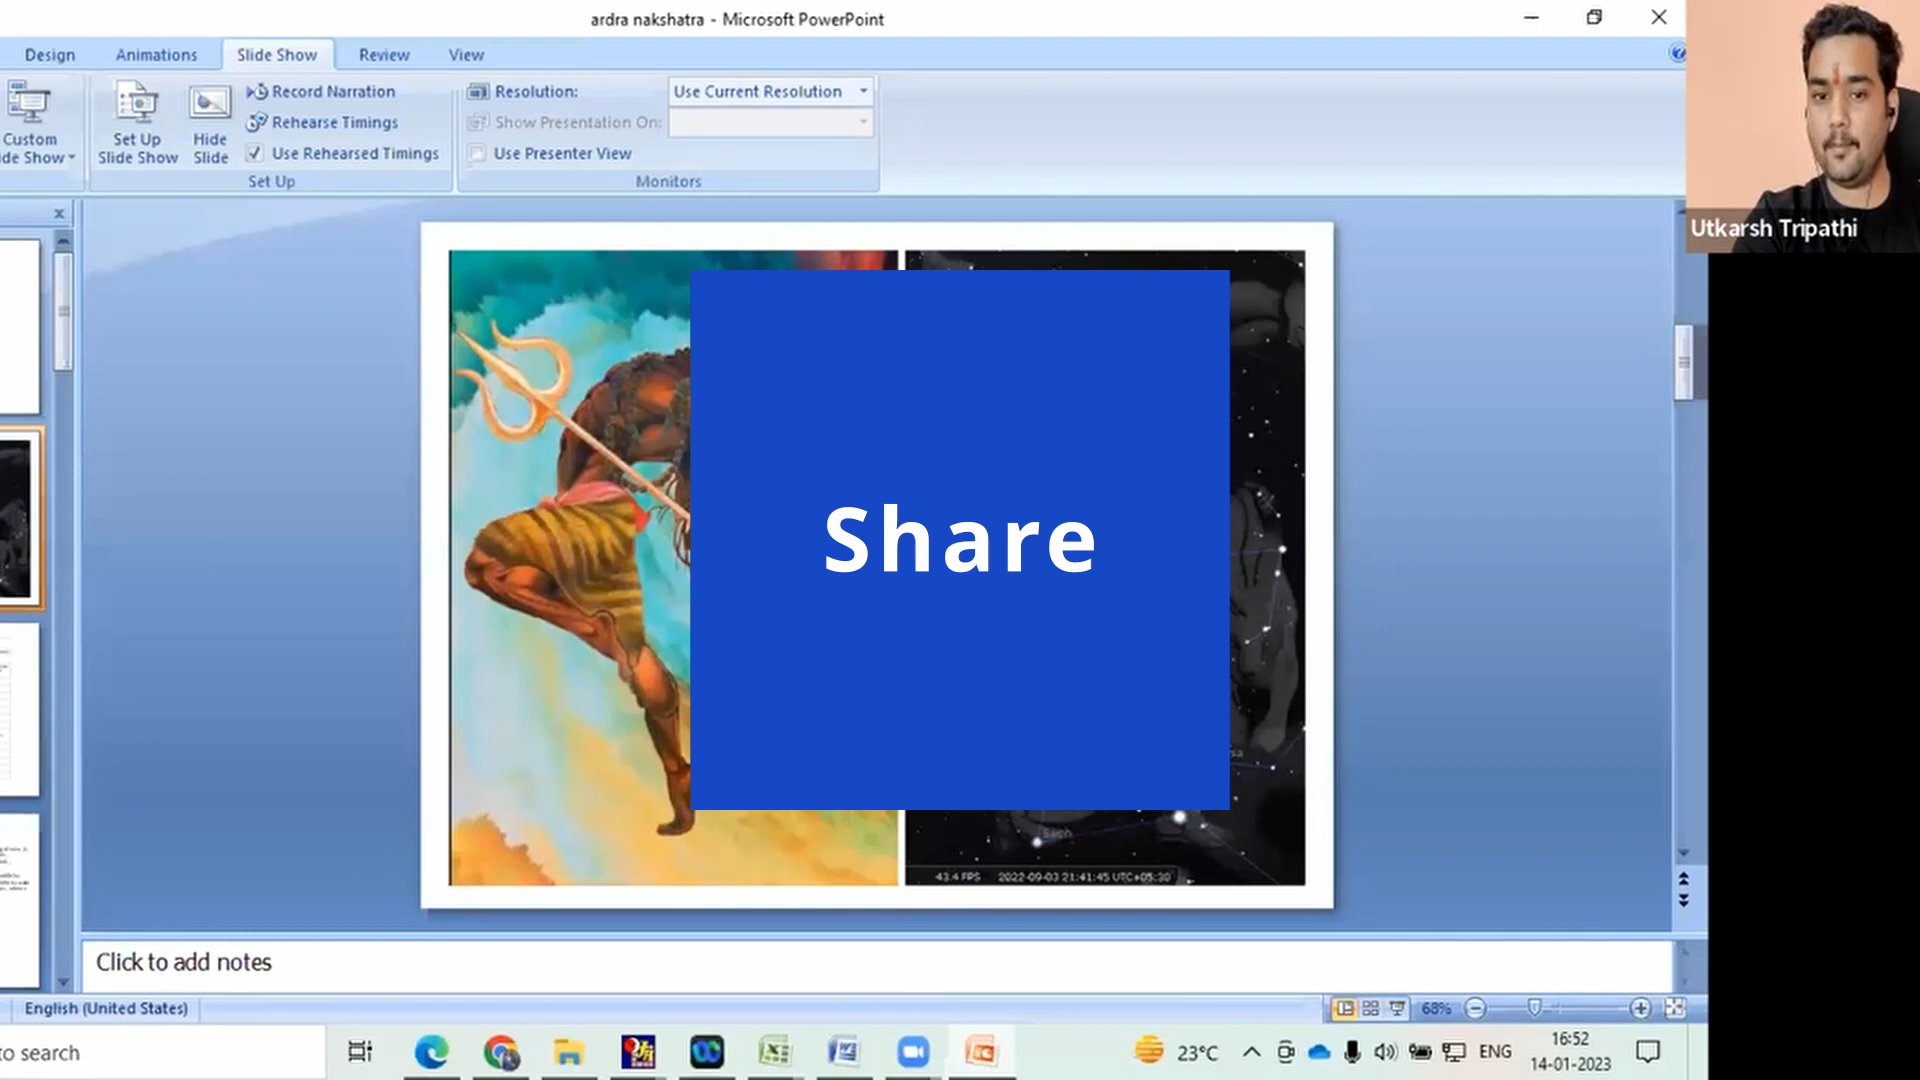 ardra nakshatra - Microsoft PowerPoint
Design Animations Slide Show Review View
Custom
Set Up
Slide Show
Hide
Slide
Record Narration
Rehearse Timings
Use Rehearsed Timings
Set Up
Resolution: Use Current Resolution
Show Presentation On:
Use Presenter View
Monitors
Utkarsh Tripathi
Share
Saiph
43.4 FPS 2022-09-03 21:41:45 UTC+05:30
Click to add notes
English (United States)
68%
to search
23°C
ENG
16:52
14-01-2023